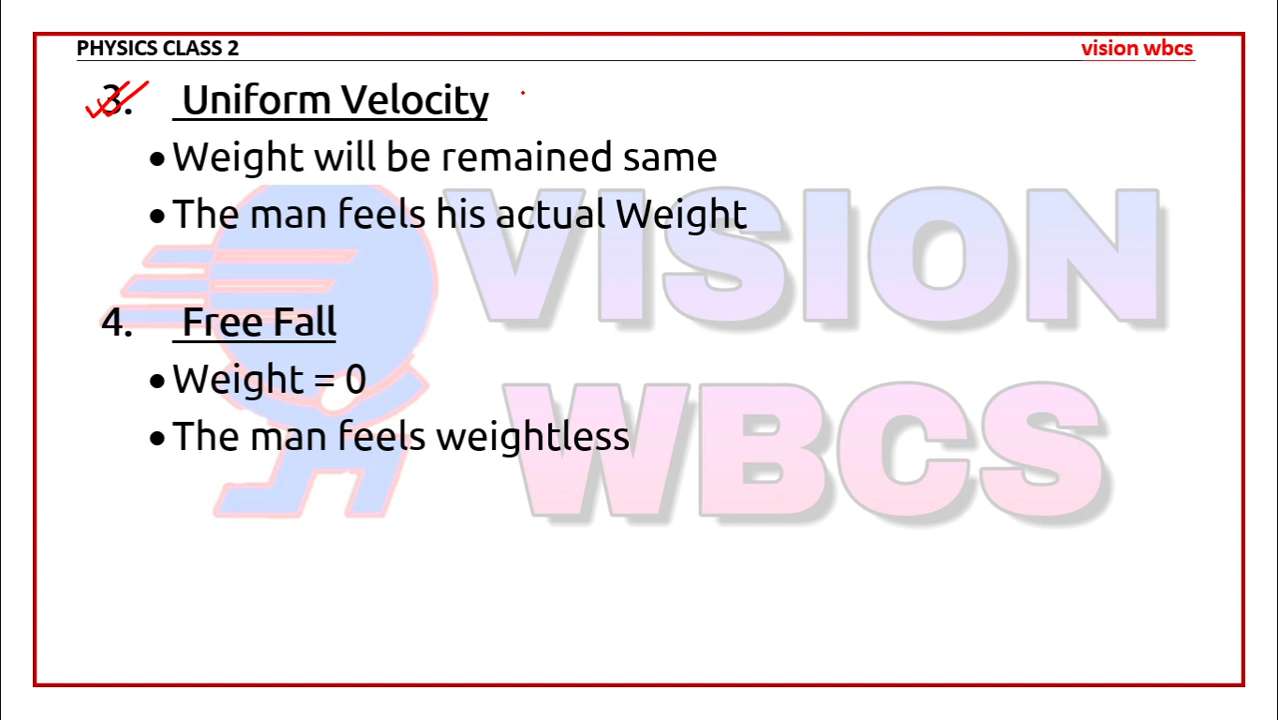 PHYSICS CLASS 2 vision wbcs
3. Uniform Velocity
•Weight will be remained same
•The man feels his actual Weight
4. Free Fall
•Weight = 0
•The man feels weightless
VISION
WBCS